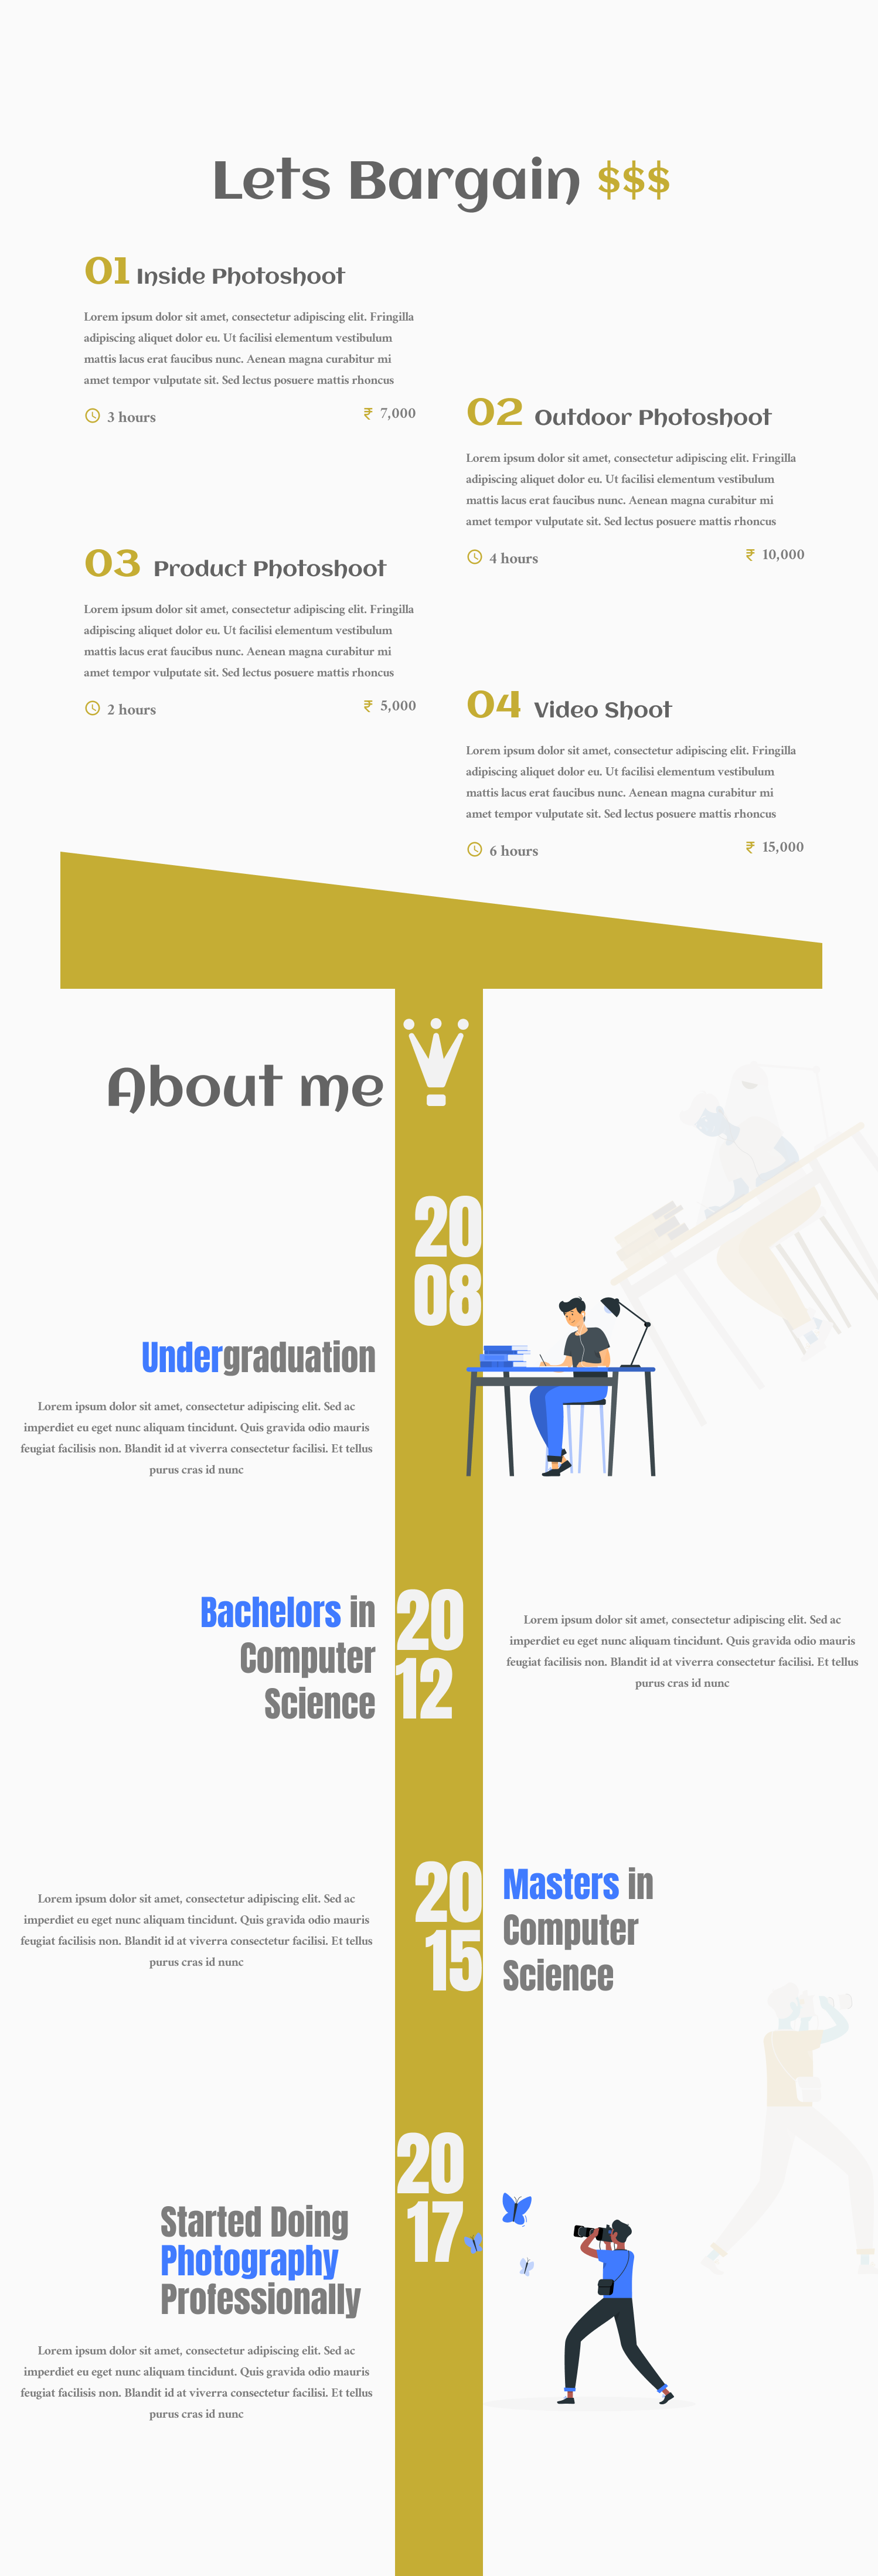 Lets Bargain $$$
01 Inside Photoshoot
Lorem ipsum dolor sit amet, consectetur adipiscing elit. Fringilla
adipiscing aliquet dolor eu. Ut facilisi elementum vestibulum
mattis lacus erat faucibus nunc. Aenean magna curabitur mi
amet tempor vulputate sit. Sed lectus posuere mattis rhoncus
3 hours ₹ 7,000
02 Outdoor Photoshoot
Lorem ipsum dolor sit amet, consectetur adipiscing elit. Fringilla
adipiscing aliquet dolor eu. Ut facilisi elementum vestibulum
mattis lacus erat faucibus nunc. Aenean magna curabitur mi
amet tempor vulputate sit. Sed lectus posuere mattis rhoncus
4 hours ₹ 10,000
03 Product Photoshoot
Lorem ipsum dolor sit amet, consectetur adipiscing elit. Fringilla
adipiscing aliquet dolor eu. Ut facilisi elementum vestibulum
mattis lacus erat faucibus nunc. Aenean magna curabitur mi
amet tempor vulputate sit. Sed lectus posuere mattis rhoncus
2 hours ₹ 5,000
04 Video Shoot
Lorem ipsum dolor sit amet, consectetur adipiscing elit. Fringilla
adipiscing aliquet dolor eu. Ut facilisi elementum vestibulum
mattis lacus erat faucibus nunc. Aenean magna curabitur mi
amet tempor vulputate sit. Sed lectus posuere mattis rhoncus
6 hours ₹ 15,000
About me
20
08
Undergraduation
Lorem ipsum dolor sit amet, consectetur adipiscing elit. Sed ac
imperdiet eu eget nunc aliquam tincidunt. Quis gravida odio mauris
feugiat facilisis non. Blandit id at viverra consectetur facilisi. Et tellus
purus cras id nunc
Bachelors in
Computer
Science
20
12
Lorem ipsum dolor sit amet, consectetur adipiscing elit. Sed ac
imperdiet eu eget nunc aliquam tincidunt. Quis gravida odio mauris
feugiat facilisis non. Blandit id at viverra consectetur facilisi. Et tellus
purus cras id nunc
Lorem ipsum dolor sit amet, consectetur adipiscing elit. Sed ac
imperdiet eu eget nunc aliquam tincidunt. Quis gravida odio mauris
feugiat facilisis non. Blandit id at viverra consectetur facilisi. Et tellus
purus cras id nunc
20
15
Masters in
Computer
Science
20
17
Started Doing
Photography
Professionally
Lorem ipsum dolor sit amet, consectetur adipiscing elit. Sed ac
imperdiet eu eget nunc aliquam tincidunt. Quis gravida odio mauris
feugiat facilisis non. Blandit id at viverra consectetur facilisi. Et tellus
purus cras id nunc